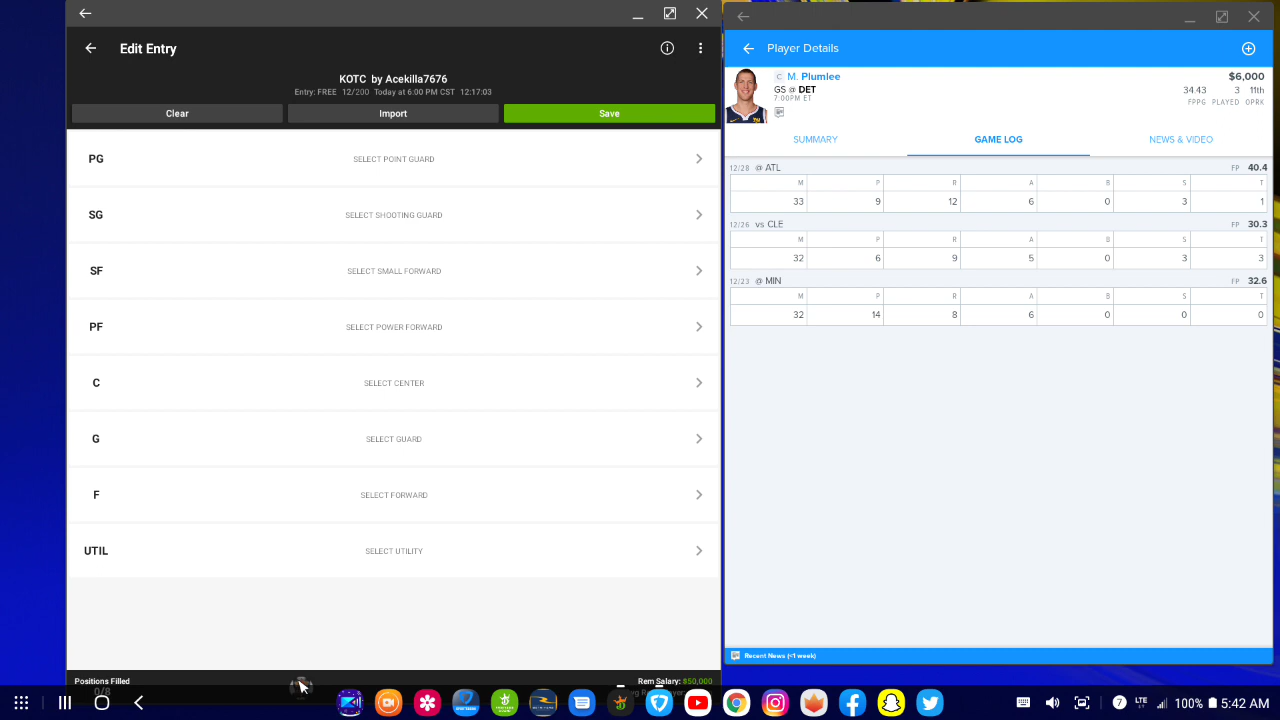 Edit Entry
KOTC by Acekilla7676
Entry: FREE 12/200 Today at 6:00 PM CST 12:17:03
Clear Import Save
PG SELECT POINT GUARD
SG SELECT SHOOTING GUARD
SF SELECT SMALL FORWARD
PF SELECT POWER FORWARD
C SELECT CENTER
G SELECT GUARD
F SELECT FORWARD
UTIL SELECT UTILITY
Positions Filled Rem Salary: $50,000
0/8
Player Details
C M. Plumlee $6,000
GS @ DET 34.43 3 11th
7:00PM ET FPPG PLAYED OPRK
SUMMARY GAME LOG NEWS & VIDEO
12/28 @ ATL FP 40.4
M P R A B S T
33 9 12 6 0 3 1
12/26 vs CLE FP 30.3
M P R A B S T
32 6 9 5 0 3 3
12/23 @ MIN FP 32.6
M P R A B S T
32 14 8 6 0 0 0
Recent News (<1 week)
7 LTE 100% 5:42 AM